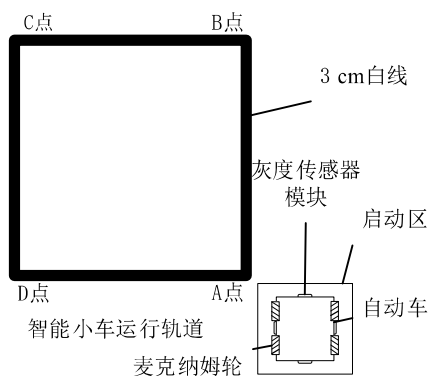 C点
B点
3 cm白线
灰度传感器
模块
启动区
D点
A点
自动车
智能小车运行轨道
麦克纳姆轮